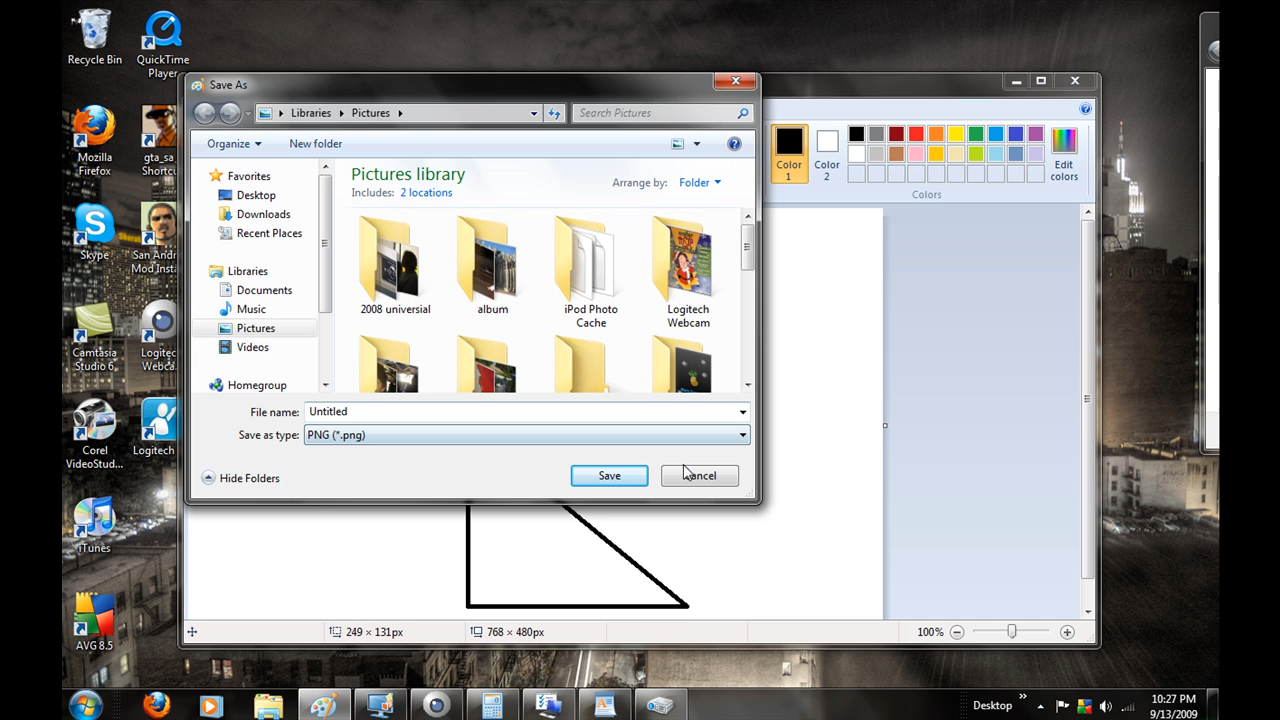 Recycle Bin
QuickTime
Player
Mozilla
Firefox
gta_sa
Shortc
Skype
San And
Mod Insta
Camtasia
Studio 6
Logitec
Webca..
Corel
VideoStud...
Logitech
iTunes
AVG 8.5
Save As
Libraries
Pictures
Search Pictures
Organize
New folder
Favorites
Desktop
Downloads
Recent Places
Libraries
Documents
Music
Pictures
Videos
Homegroup
Pictures library
Includes: 2 locations
Arrange by: Folder
2008 universial
album
iPod Photo
Cache
Logitech
Webcam
File name: Untitled
Save as type: PNG (*.png)
Hide Folders
Save
Cancel
Color
1
Color
2
Edit
colors
Colors
249 × 131px
768 × 480px
100%
Desktop
10:27 PM
9/13/2009